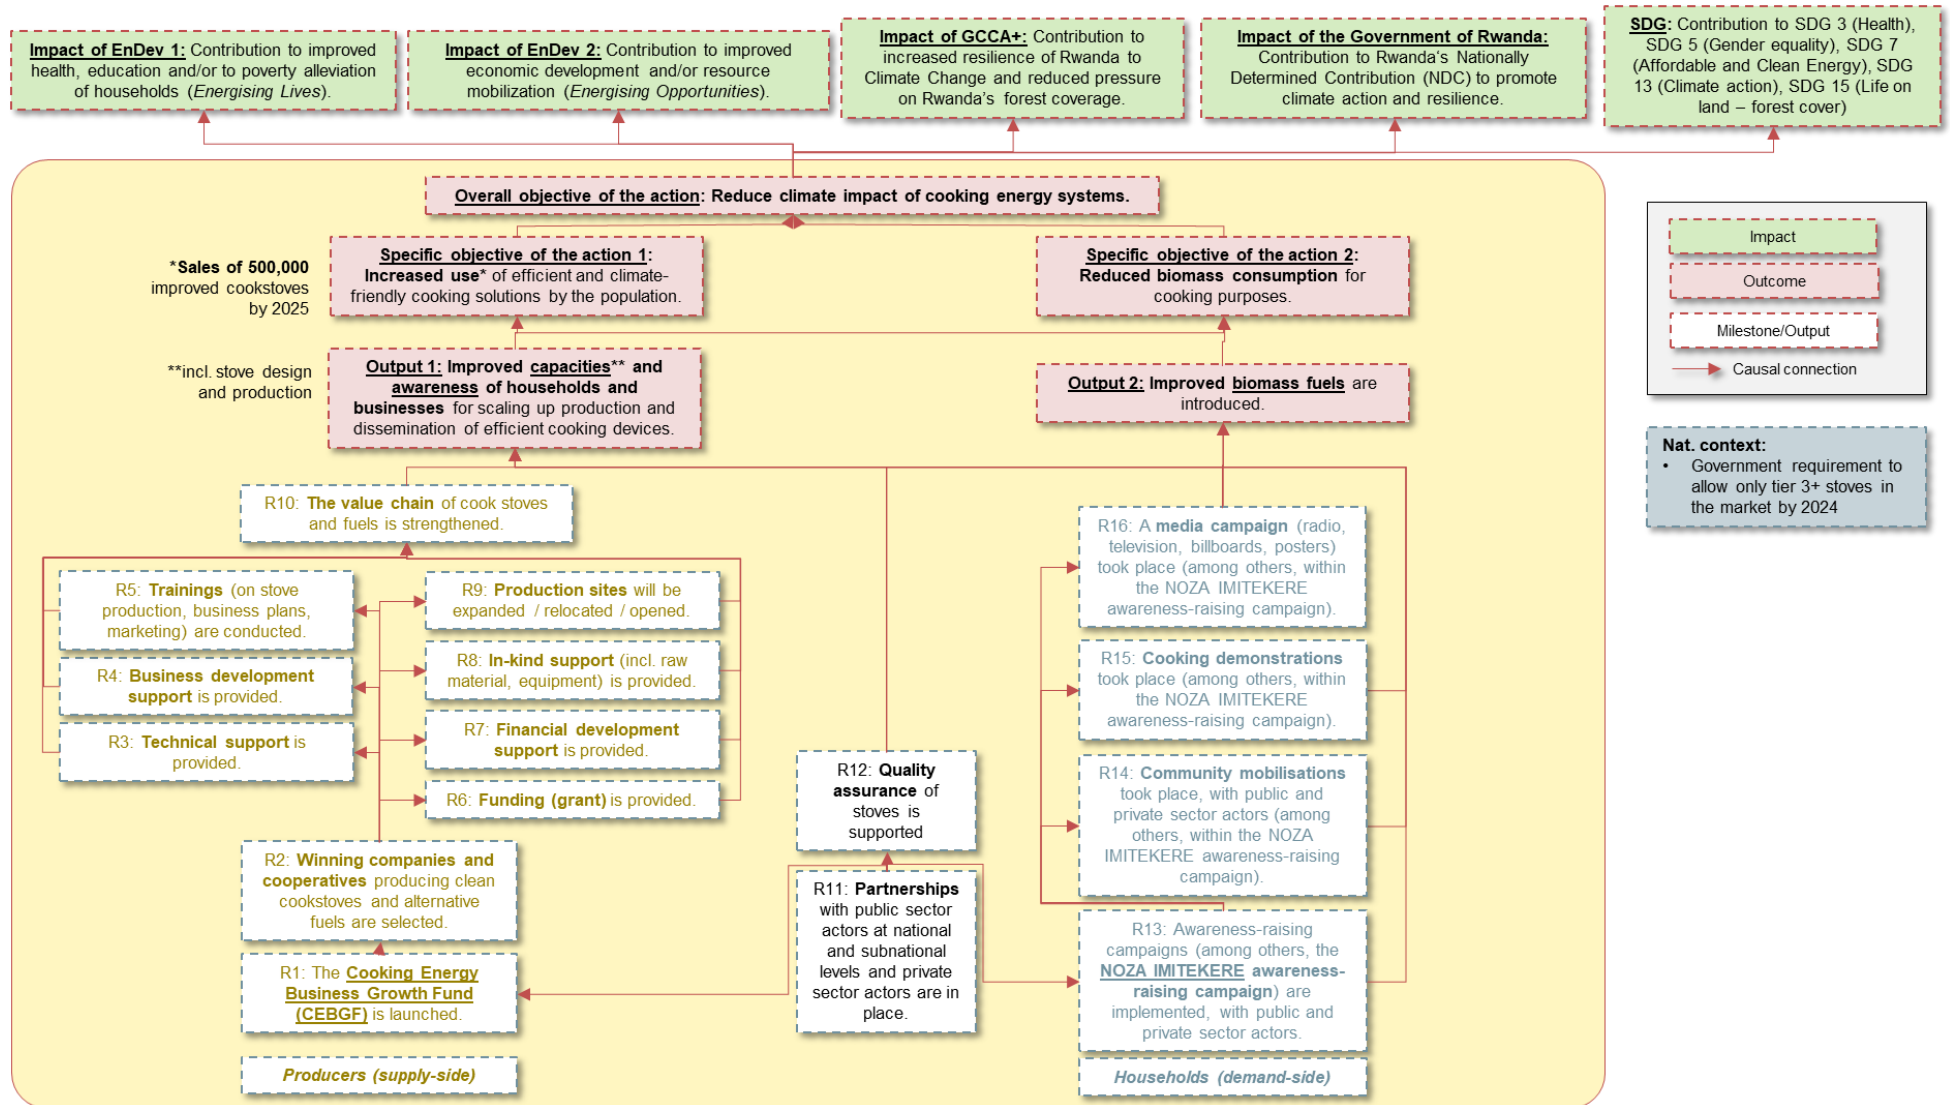 Impact of EnDev 1: Contribution to improved
health, education and/or to poverty alleviation
of households (Energising Lives).
Impact of EnDev 2: Contribution to improved
economic development and/or resource
mobilization (Energising Opportunities).
Impact of GCCA+: Contribution to
increased resilience of Rwanda to
Climate Change and reduced pressure
on Rwanda's forest coverage.
Impact of the Government of Rwanda:
Contribution to Rwanda's Nationally
Determined Contribution (NDC) to promote
climate action and resilience.
SDG: Contribution to SDG 3 (Health),
SDG 5 (Gender equality), SDG 7
(Affordable and Clean Energy), SDG
13 (Climate action), SDG 15 (Life on
land – forest cover)
Overall objective of the action: Reduce climate impact of cooking energy systems.
*Sales of 500,000
improved cookstoves
by 2025
Specific objective of the action 1:
Increased use* of efficient and climate-
friendly cooking solutions by the population.
Specific objective of the action 2:
Reduced biomass consumption for
cooking purposes.
**incl. stove design
and production
Output 1: Improved capacities** and
awareness of households and
businesses for scaling up production and
dissemination of efficient cooking devices.
Output 2: Improved biomass fuels are
introduced.
Impact
Outcome
Milestone/Output
Causal connection
Nat. context:
• Government requirement to
allow only tier 3+ stoves in
the market by 2024
R10: The value chain of cook stoves
and fuels is strengthened.
R5: Trainings (on stove
production, business plans,
marketing) are conducted.
R4: Business development
support is provided.
R3: Technical support is
provided.
R9: Production sites will be
expanded / relocated / opened.
R8: In-kind support (incl. raw
material, equipment) is provided.
R7: Financial development
support is provided.
R6: Funding (grant) is provided.
R2: Winning companies and
cooperatives producing clean
cookstoves and alternative
fuels are selected.
R1: The Cooking Energy
Business Growth Fund
(CEBGF) is launched.
Producers (supply-side)
R12: Quality
assurance of
stoves is
supported
R11: Partnerships
with public sector
actors at national
and subnational
levels and private
sector actors are in
place.
R16: A media campaign (radio,
television, billboards, posters)
took place (among others, within
the NOZA IMITEKERE
awareness-raising campaign).
R15: Cooking demonstrations
took place (among others, within
the NOZA IMITEKERE
awareness-raising campaign).
R14: Community mobilisations
took place, with public and
private sector actors (among
others, within the NOZA
IMITEKERE awareness-raising
campaign).
R13: Awareness-raising
campaigns (among others, the
NOZA IMITEKERE awareness-
raising campaign) are
implemented, with public and
private sector actors.
Households (demand-side)